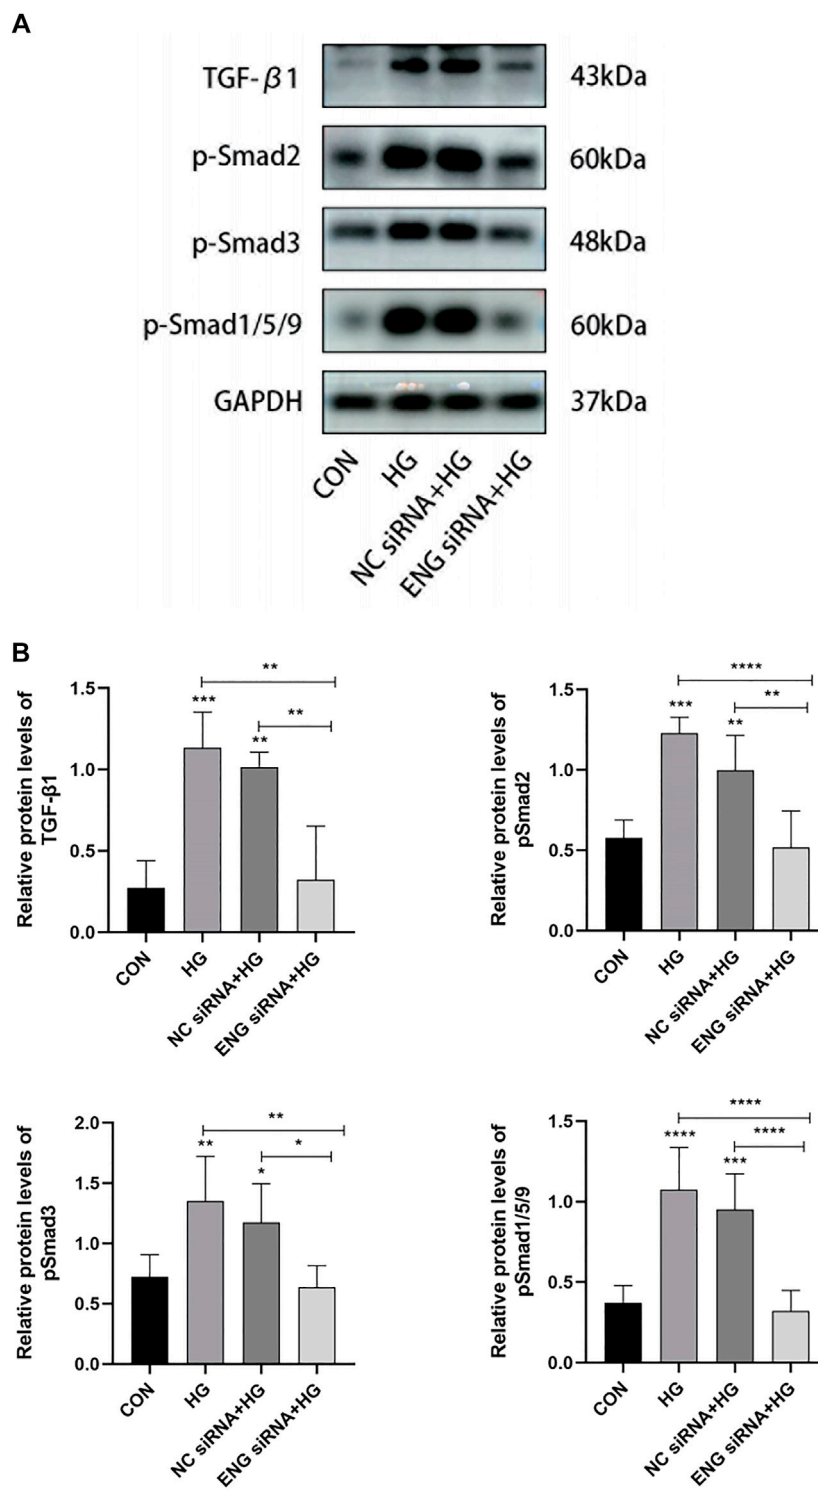 A
TGF-β1 43kDa
p-Smad2 60kDa
p-Smad3 48kDa
p-Smad1/5/9 60kDa
GAPDH 37kDa
CON HG NC siRNA+HG ENG siRNA+HG
B
Relative protein levels of
TGF-β1
1.5
1.0
0.5
0.0
**
**
***
**
CON HG NC siRNA+HG ENG siRNA+HG
Relative protein levels of
pSmad2
1.5
1.0
0.5
0.0
****
**
***
**
CON HG NC siRNA+HG ENG siRNA+HG
Relative protein levels of
pSmad3
2.0
1.5
1.0
0.5
0.0
**
*
**
*
CON HG NC siRNA+HG ENG siRNA+HG
Relative protein levels of
pSmad1/5/9
1.5
1.0
0.5
0.0
****
****
****
***
CON HG NC siRNA+HG ENG siRNA+HG